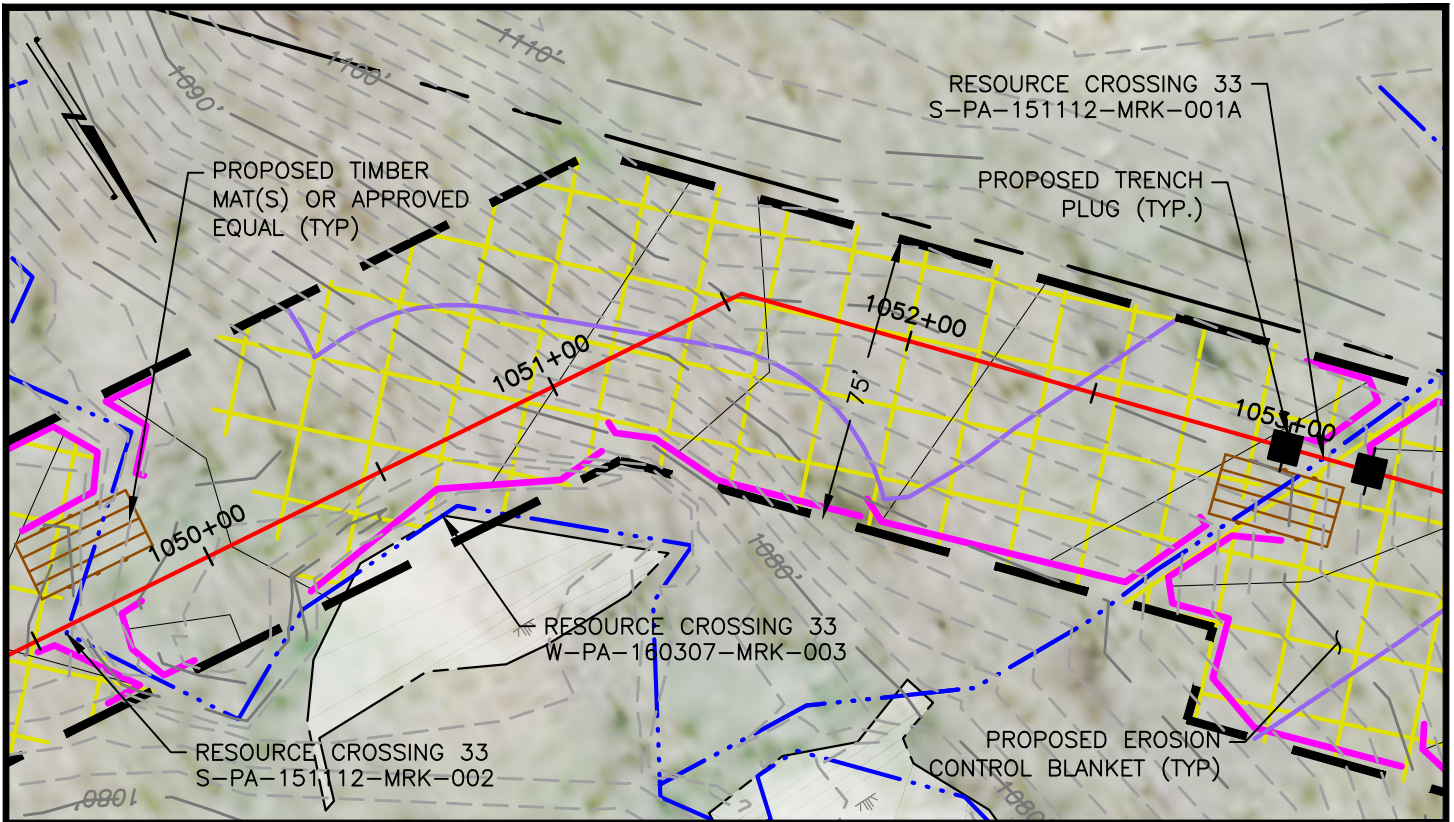 1110'
1100'
1090'
RESOURCE CROSSING 33
S-PA-151112-MRK-001A
PROPOSED TIMBER
MAT(S) OR APPROVED
EQUAL (TYP)
PROPOSED TRENCH
PLUG (TYP.)
1052+00
1051+00
75'
1053+00
1050+00
1080'
RESOURCE CROSSING 33
W-PA-160307-MRK-003
RESOURCE CROSSING 33
S-PA-151112-MRK-002
PROPOSED EROSION
CONTROL BLANKET (TYP)
1080'
1080'